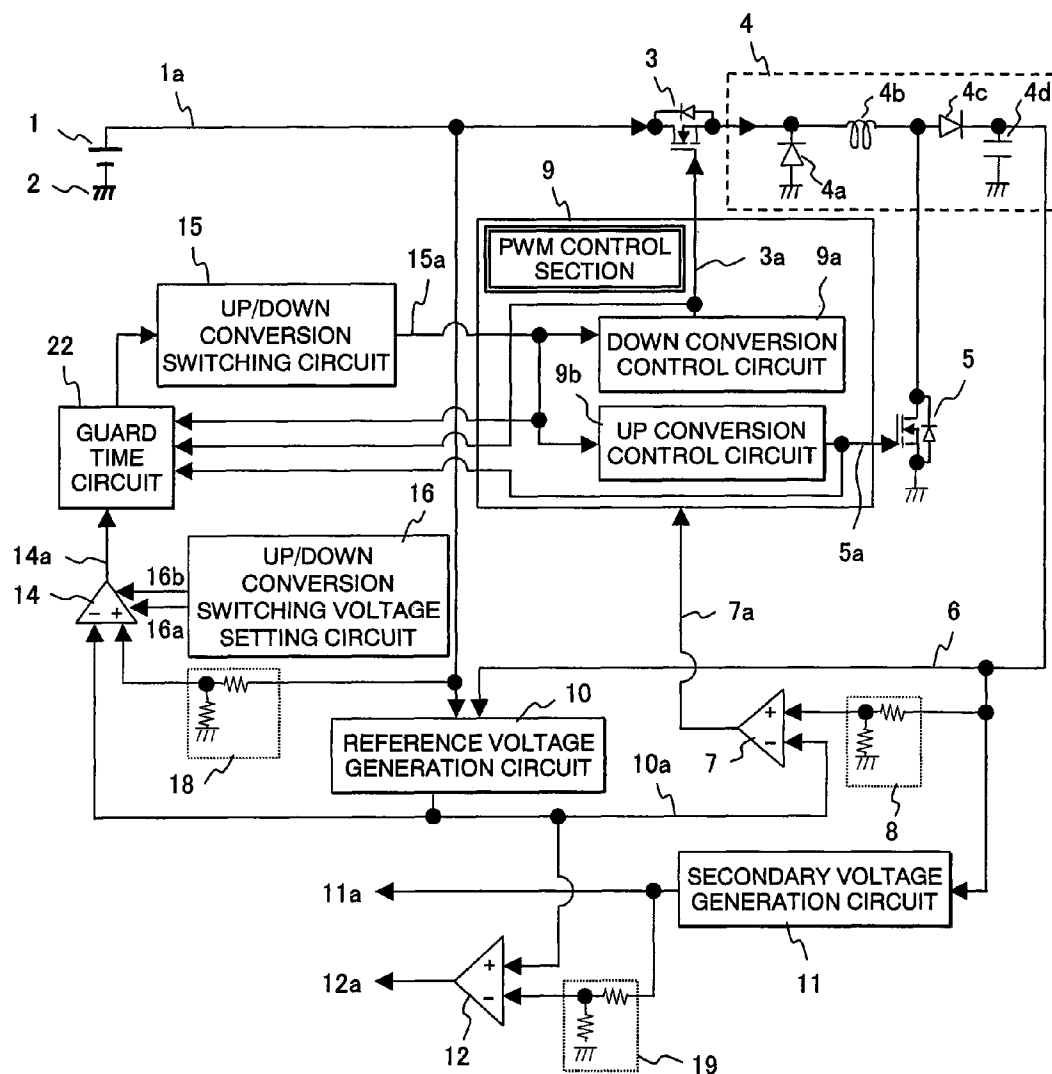 4
3
1a
4b
4c
4d
1
2
4a
9
PWM CONTROL
SECTION
3a
9a
15
15a
UP/DOWN
CONVERSION
SWITCHING CIRCUIT
DOWN CONVERSION
CONTROL CIRCUIT
22
9b
5
GUARD
TIME
CIRCUIT
UP CONVERSION
CONTROL CIRCUIT
16
5a
14a
14
16b
16a
UP/DOWN
CONVERSION
SWITCHING VOLTAGE
SETTING CIRCUIT
- +
7a
6
18
10
REFERENCE VOLTAGE
GENERATION CIRCUIT
+
-
7
8
10a
11a
SECONDARY VOLTAGE
GENERATION CIRCUIT
11
12a
+
-
12
19